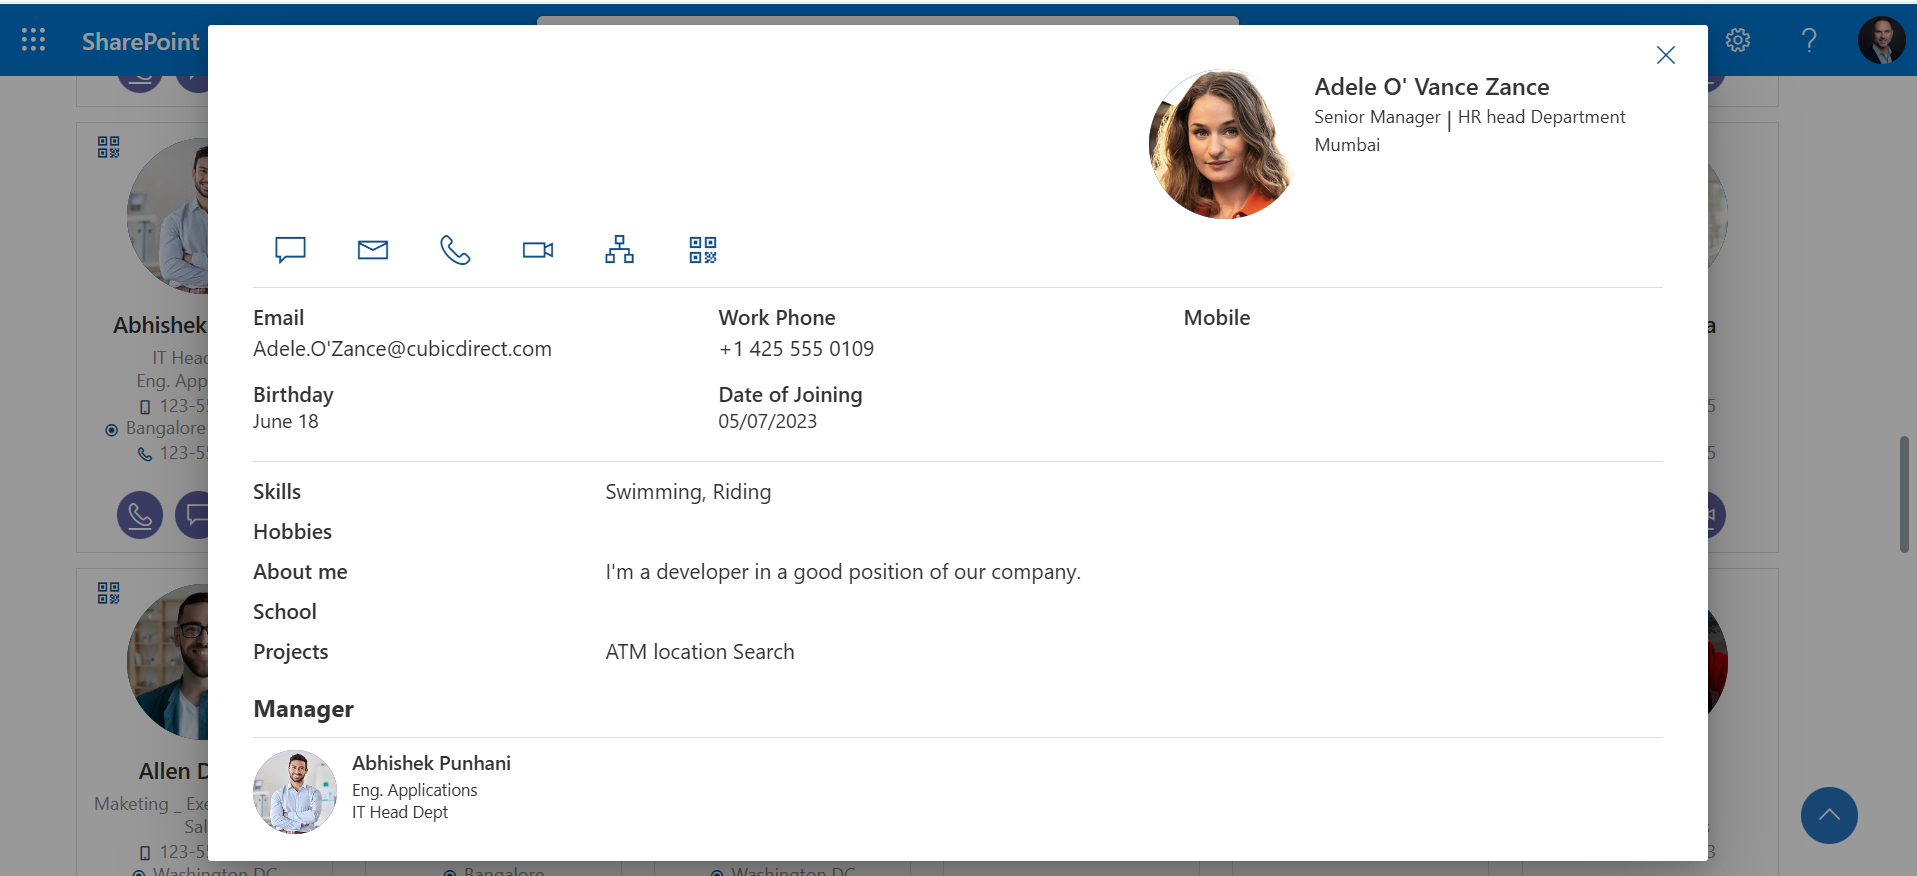 SharePoint
Adele O' Vance Zance
Senior Manager | HR head Department
Mumbai
Email
Adele.O'Zance@cubicdirect.com
Work Phone
+1 425 555 0109
Mobile
Birthday
June 18
Date of Joining
05/07/2023
Skills
Swimming, Riding
Hobbies
About me
I'm a developer in a good position of our company.
School
Projects
ATM location Search
Manager
Abhishek Punhani
Eng. Applications
IT Head Dept
Abhishek
IT Head
Eng. App
123-5
Bangalore
123-5
Allen D
Maketing _ Exe
Sal
123-5
Washington DC
Bangalore
Washington DC
a
5
5
3